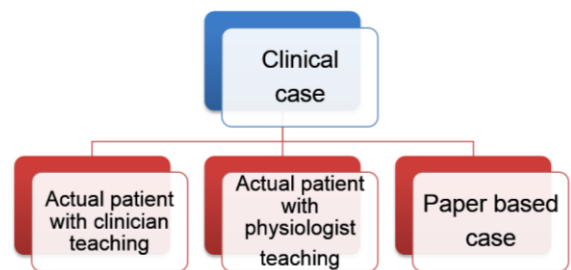 Clinical
case
Actual patient
with clinician
teaching
Actual patient
with
physiologist
teaching
Paper based
case